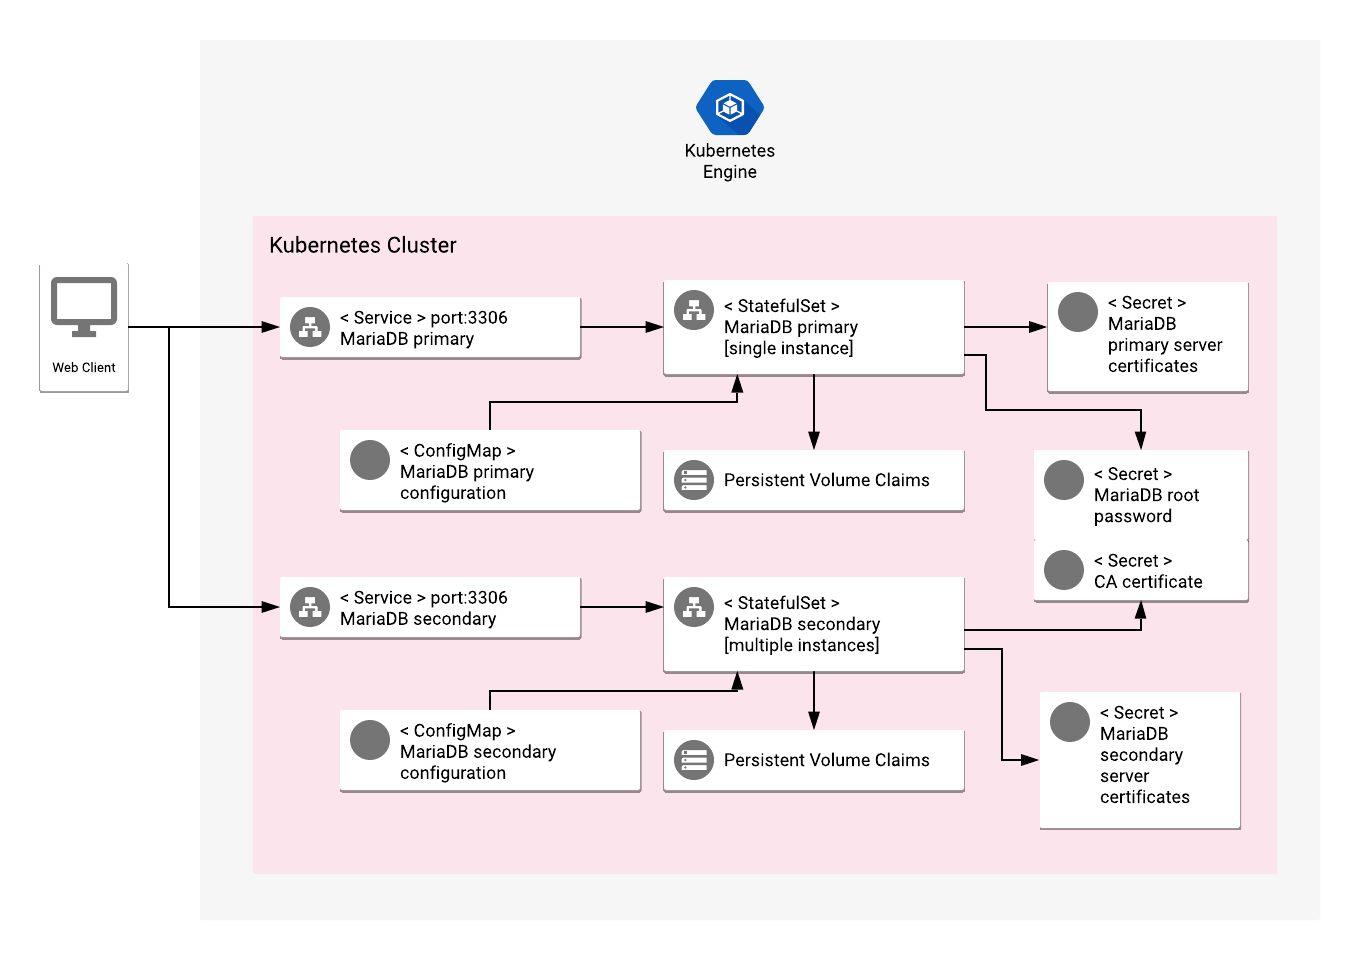 Kubernetes
Engine
Kubernetes Cluster
Web Client
< Service > port:3306
MariaDB primary
< StatefulSet >
MariaDB primary
[single instance]
< Secret >
MariaDB
primary server
certificates
< ConfigMap >
MariaDB primary
configuration
Persistent Volume Claims
< Secret >
MariaDB root
password
< Secret >
CA certificate
< Service > port:3306
MariaDB secondary
< StatefulSet >
MariaDB secondary
[multiple instances]
< ConfigMap >
MariaDB secondary
configuration
Persistent Volume Claims
< Secret >
MariaDB
secondary
server
certificates